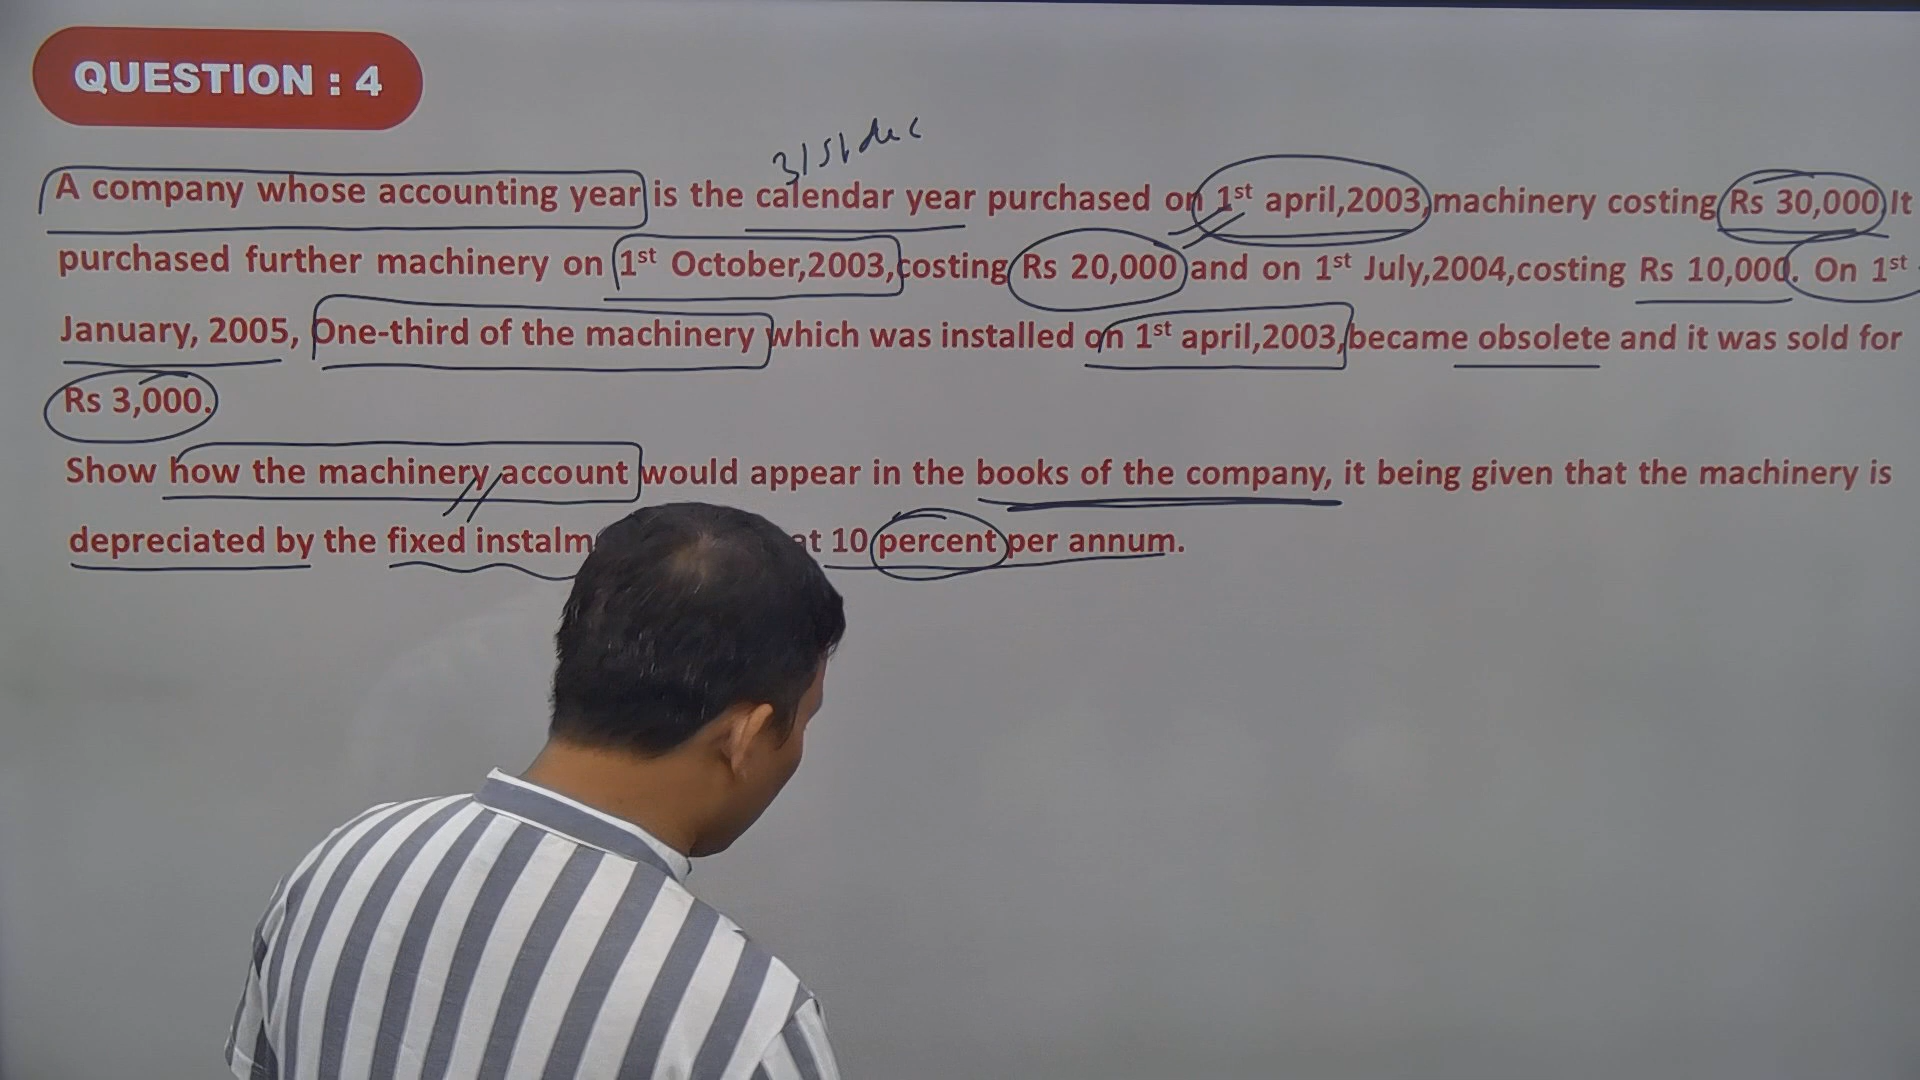 QUESTION : 4
31st dec
A company whose accounting year is the calendar year purchased on 1st april,2003,machinery costing Rs 30,000 It
purchased further machinery on 1st October,2003,costing Rs 20,000 and on 1st July,2004,costing Rs 10,000. On 1st
January, 2005, One-third of the machinery which was installed on 1st april,2003,became obsolete and it was sold for
Rs 3,000.
Show how the machinery account would appear in the books of the company, it being given that the machinery is
depreciated by the fixed at 10 percent per annum.